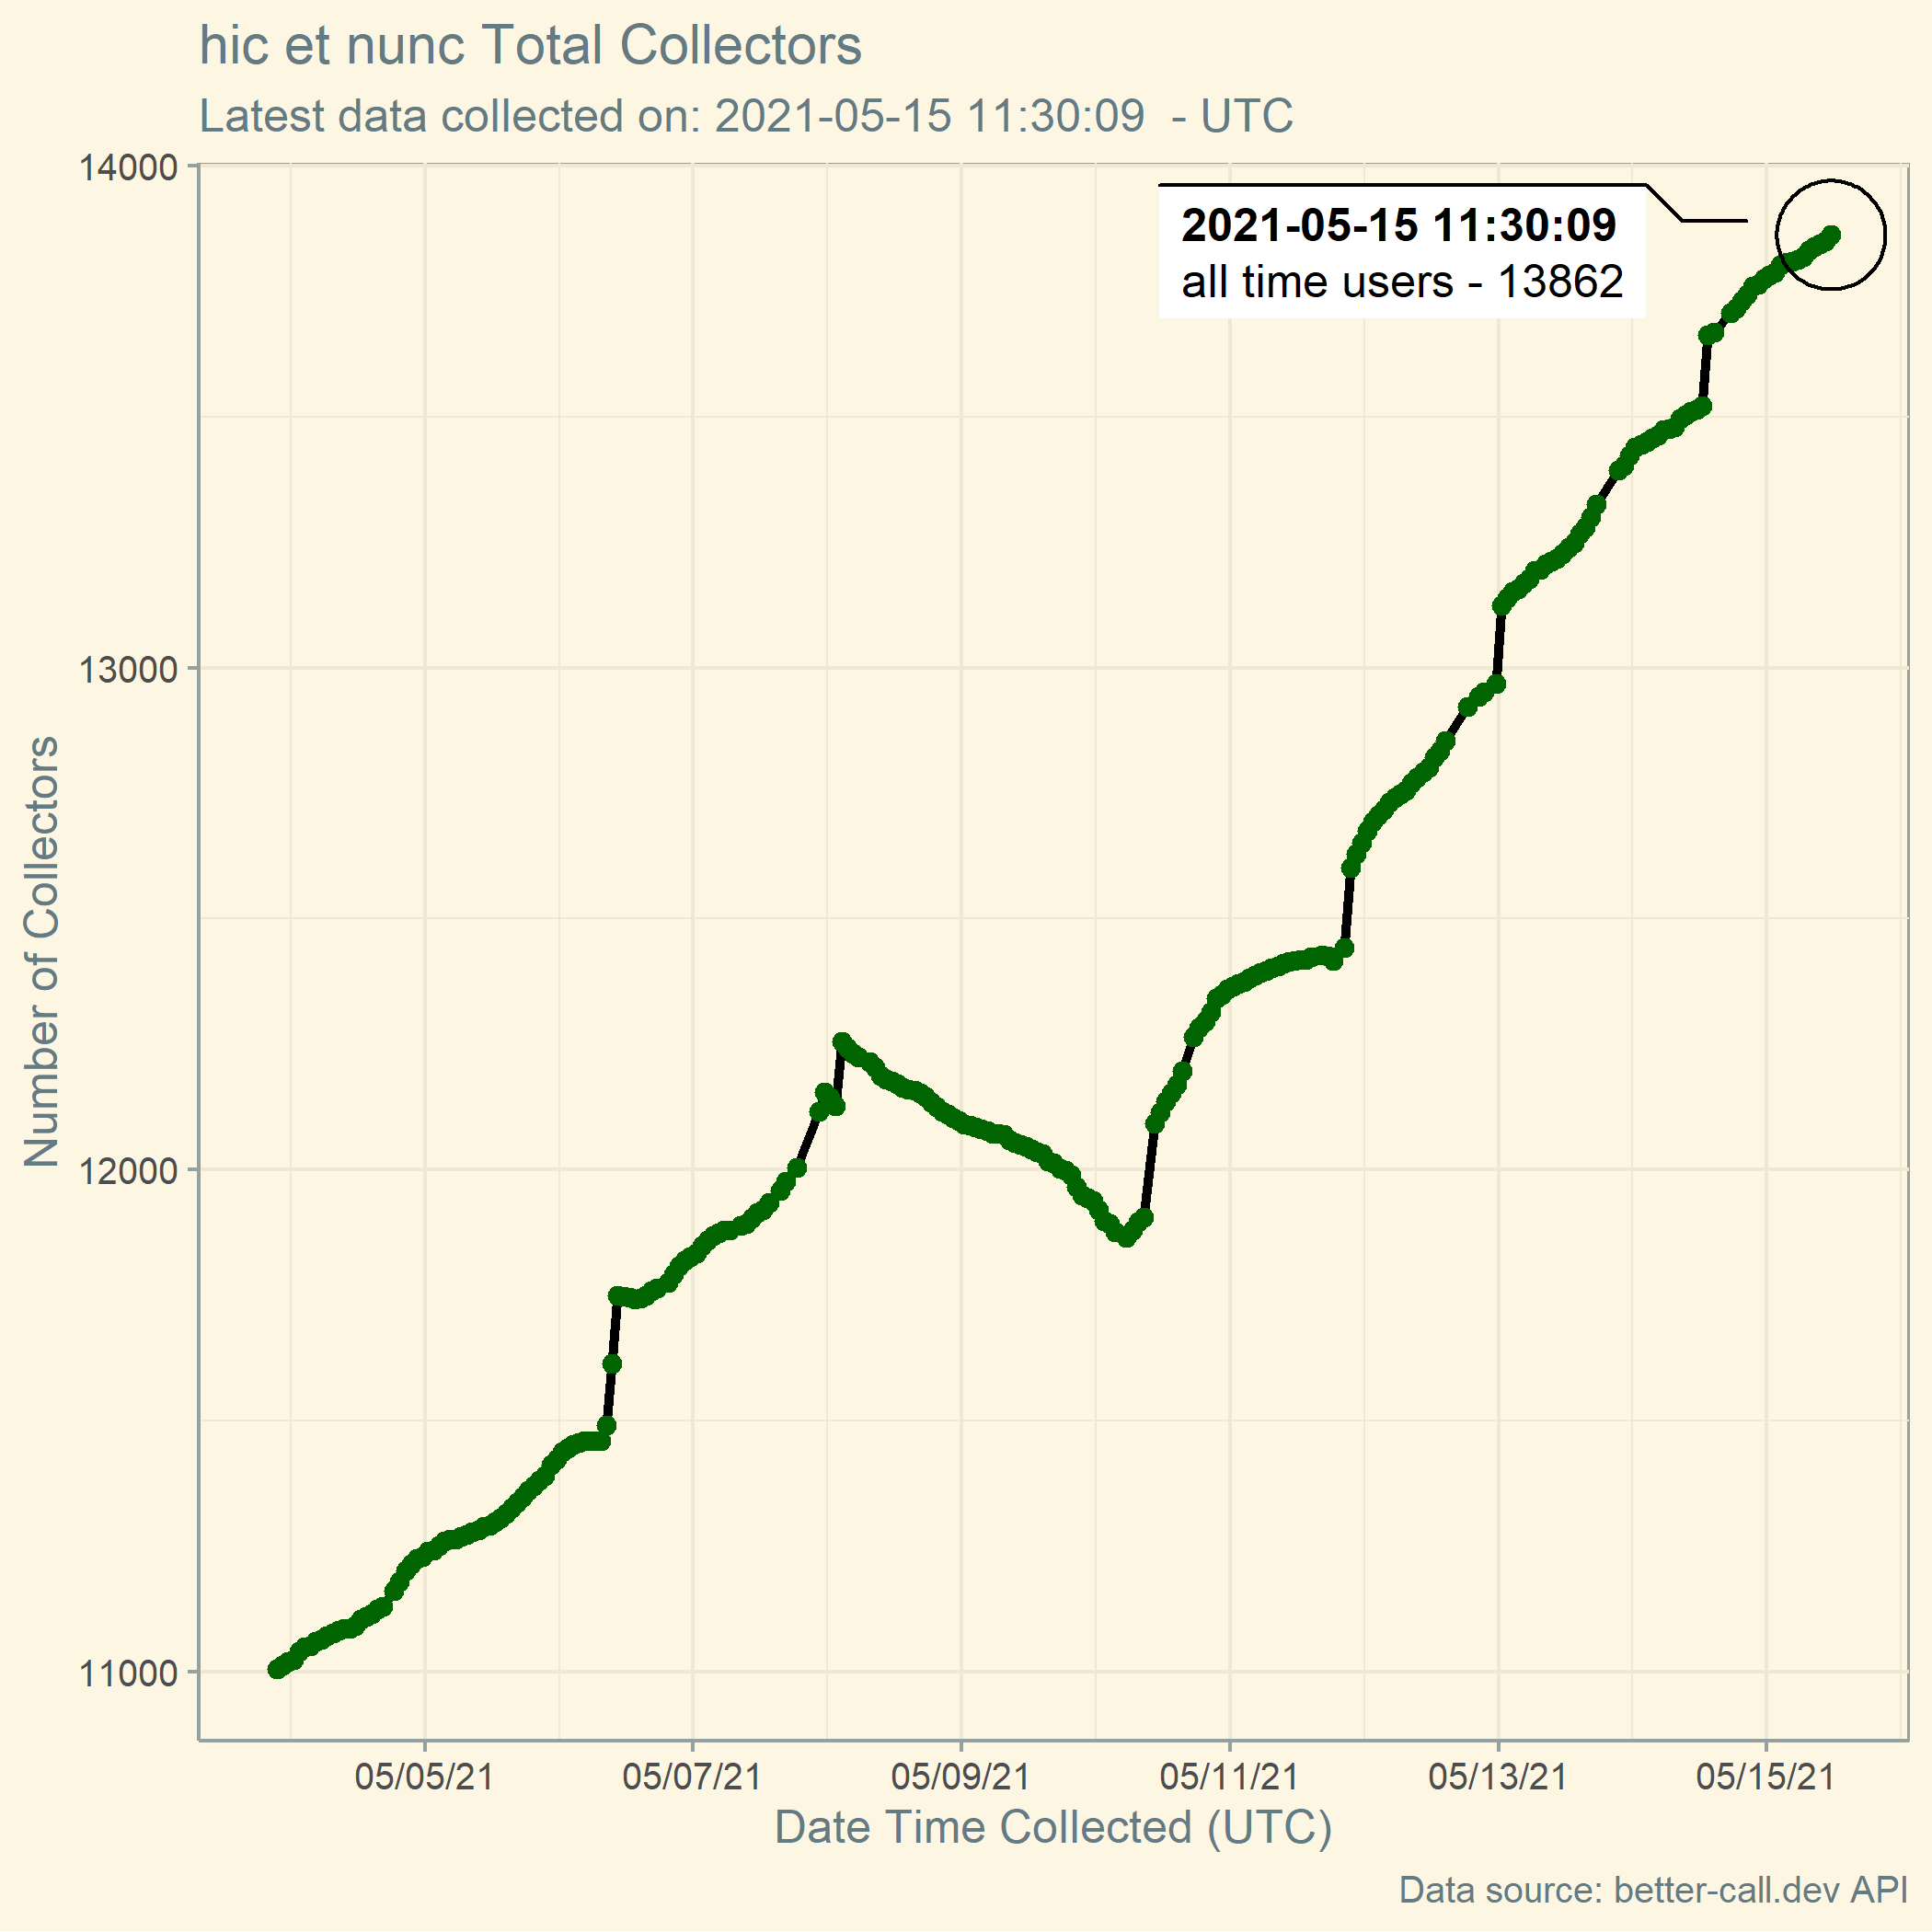 hic et nunc Total Collectors
Latest data collected on: 2021-05-15 11:30:09  - UTC
14000
2021-05-15 11:30:09
all time users - 13862
13000
Number of Collectors
12000
11000
05/05/21 05/07/21 05/09/21 05/11/21 05/13/21 05/15/21
Date Time Collected (UTC)
Data source: better-call.dev API